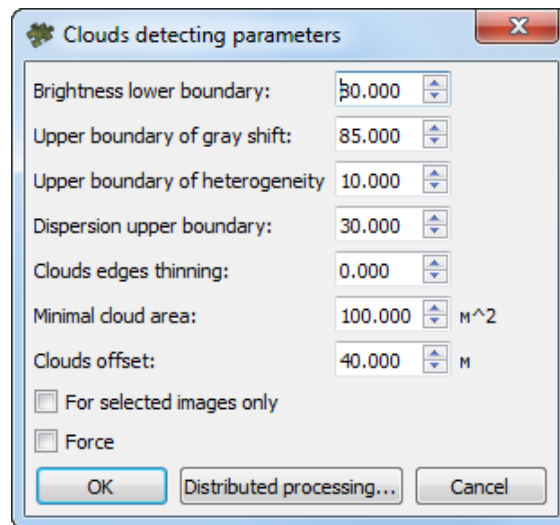 Clouds detecting parameters
Brightness lower boundary:
Upper boundary of gray shift: 85.000
Upper boundary of heterogeneity 10.000
Dispersion upper boundary: 30.000
Clouds edges thinning: 0.000
Minimal cloud area: 100.000 м^2
Clouds offset: 40.000 м
For selected images only
Force
OK Distributed processing... Cancel